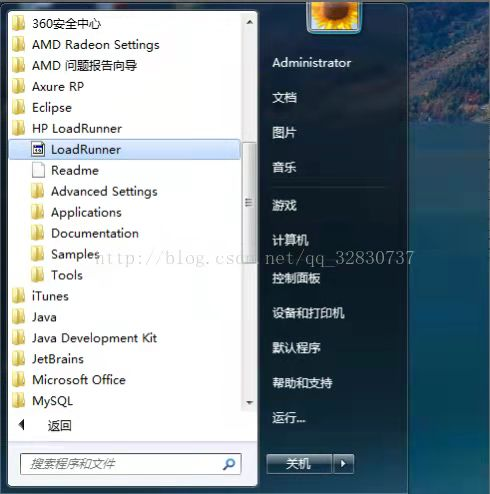 360安全中心
AMD Radeon Settings
AMD 问题报告向导
Axure RP
Eclipse
HP LoadRunner
LoadRunner
Readme
Advanced Settings
Applications
Documentation
Samples
Tools
iTunes
Java
Java Development Kit
JetBrains
Microsoft Office
MySQL
返回
搜索程序和文件
Administrator
文档
图片
音乐
游戏
计算机
控制面板
设备和打印机
默认程序
帮助和支持
运行...
关机
http://blog.csdn.net/qq_32830737